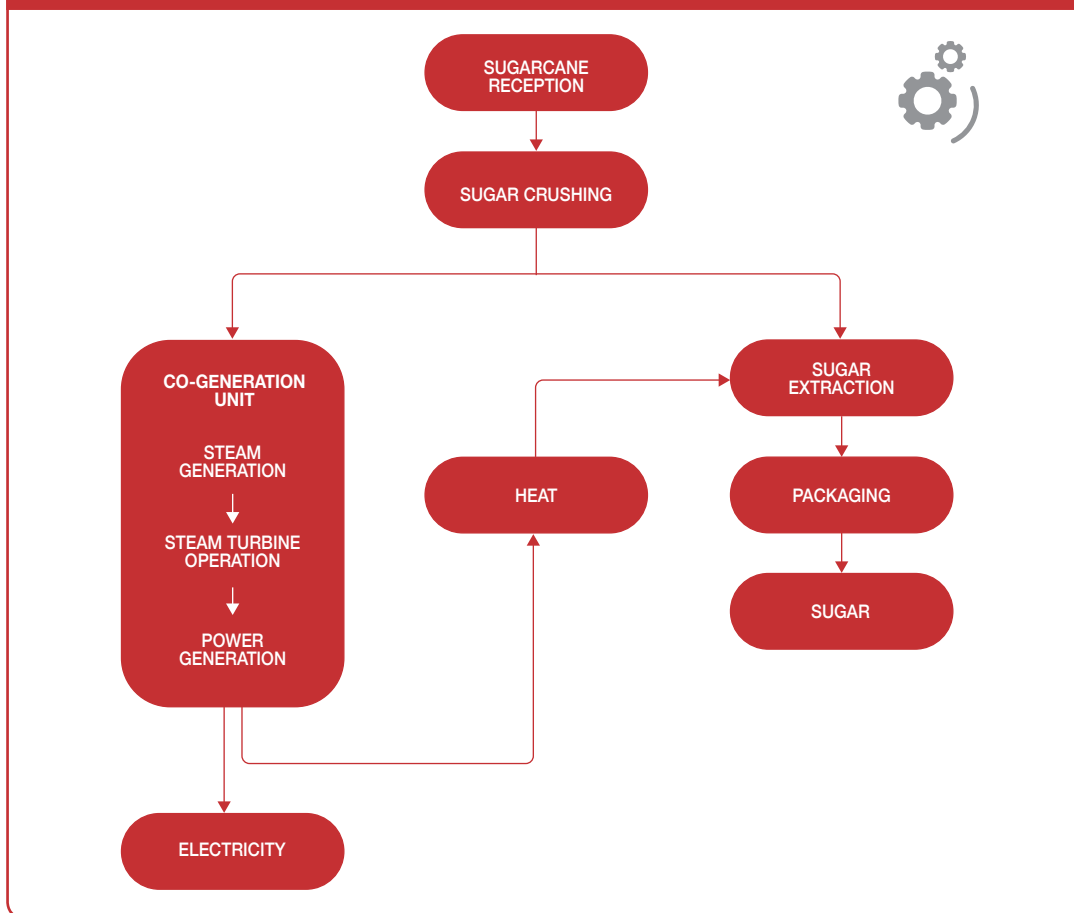 SUGARCANE
RECEPTION
SUGAR CRUSHING
CO-GENERATION
UNIT
STEAM
GENERATION
STEAM TURBINE
OPERATION
POWER
GENERATION
ELECTRICITY
HEAT
SUGAR
EXTRACTION
PACKAGING
SUGAR